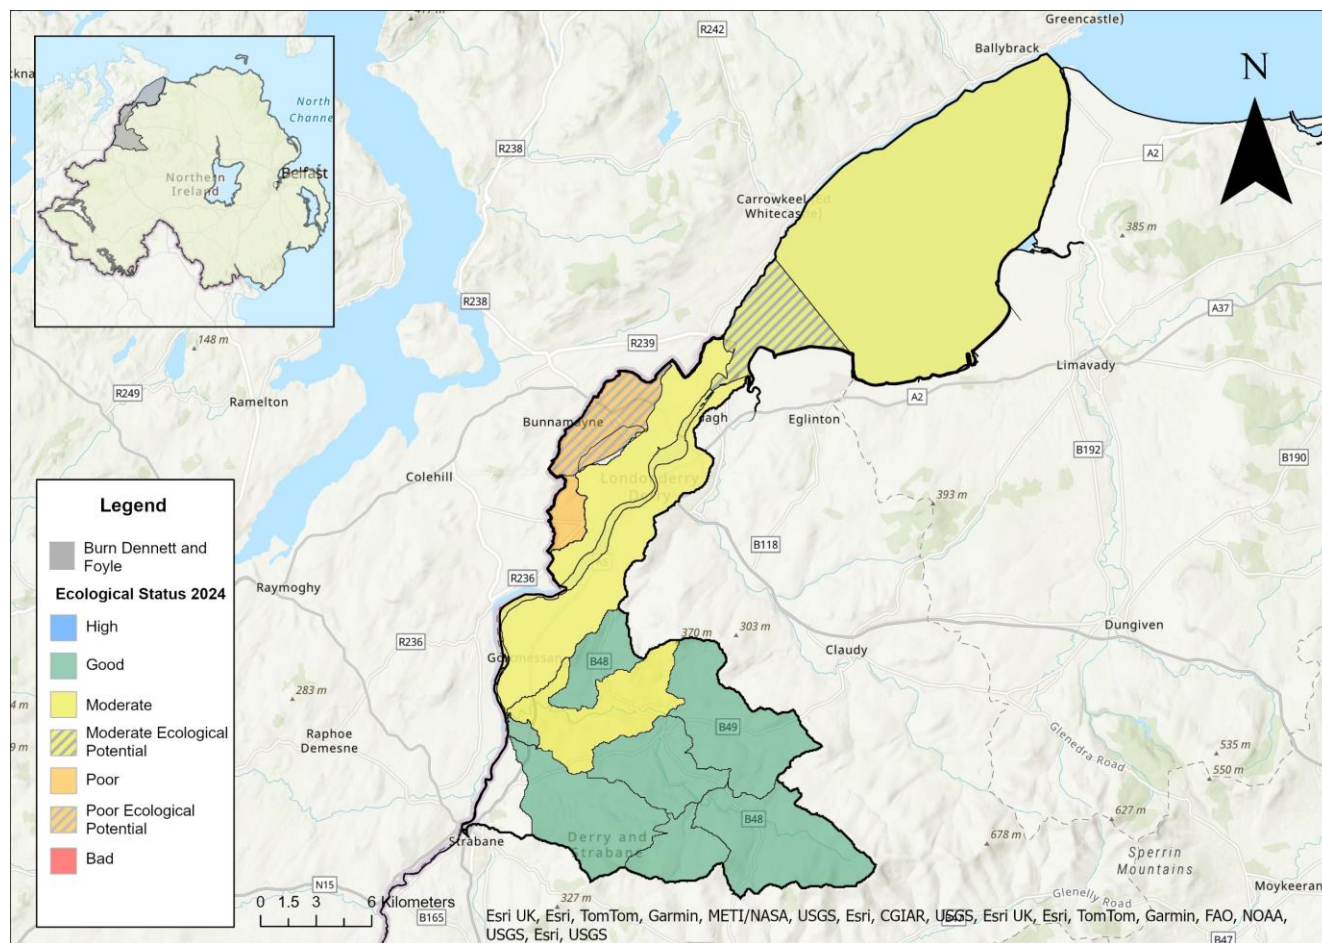 Greencastle)
Ballybrack
R242
N
North
Channe
Northern
Ireland
Belfast
R238
A2
Carrowkeel (Ed
Whitecastle)
385 m
R238
A37
R239
148 m
Limavady
R249
Ramelton
A2
Bunnamayne
Eglinton
B192
B190
Colehill
Londonderry
393 m
B118
R236
Raymoghy
370 m
303 m
Dungiven
R236
Claudy
B48
283 m
B49
Raphoe
Demesne
Glenedra Road
535 m
550 m
B48
627 m
Derry and
Strabane
678 m
Strabane
Sperrin
Mountains
N15
327 m
Glenelly Road
Moykeeran
B165
B47
Legend
Burn Dennett and
Foyle
Ecological Status 2024
High
Good
Moderate
Moderate Ecological
Potential
Poor
Poor Ecological
Potential
Bad
0 1.5 3 6 Kilometers
Esri UK, Esri, TomTom, Garmin, METI/NASA, USGS, Esri, CGIAR, USGS, Esri UK, Esri, TomTom, Garmin, FAO, NOAA,
USGS, Esri, USGS